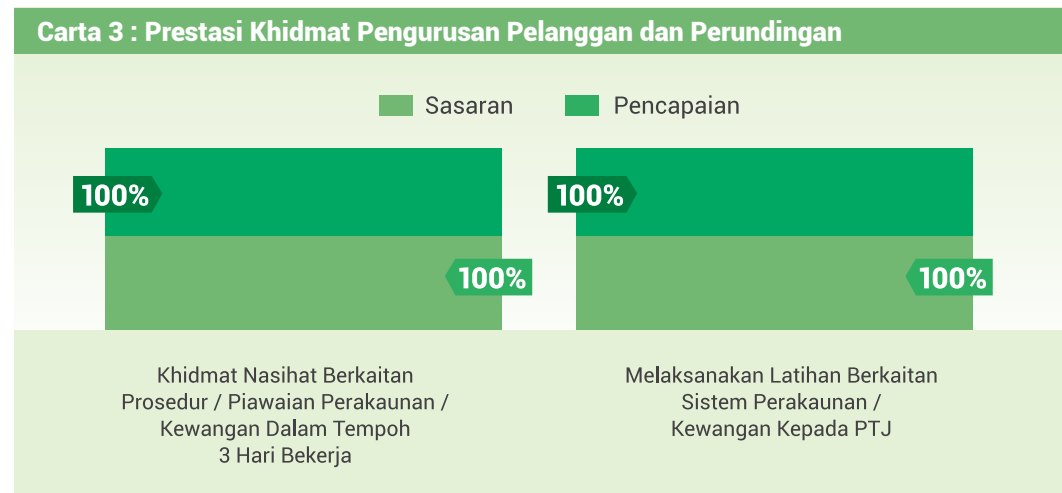 Carta 3 : Prestasi Khidmat Pengurusan Pelanggan dan Perundingan
Sasaran
Pencapaian
100%
100%
100%
100%
Khidmat Nasihat Berkaitan
Prosedur / Piawaian Perakaunan /
Kewangan Dalam Tempoh
3 Hari Bekerja
Melaksanakan Latihan Berkaitan
Sistem Perakaunan /
Kewangan Kepada PTJ